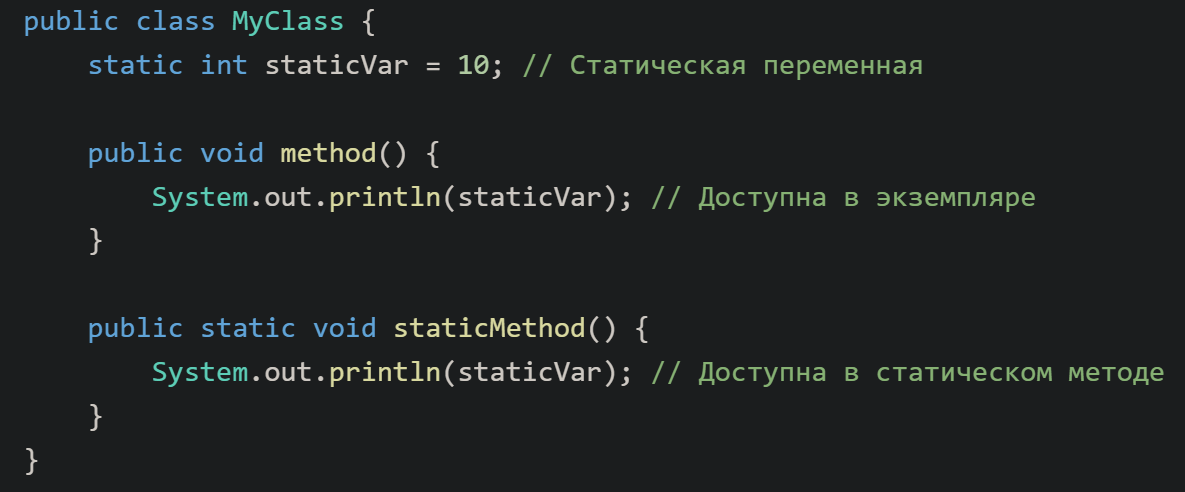 public class MyClass {
    static int staticVar = 10; // Статическая переменная

    public void method() {
        System.out.println(staticVar); // Доступна в экземпляре
    }

    public static void staticMethod() {
        System.out.println(staticVar); // Доступна в статическом методе
    }
}